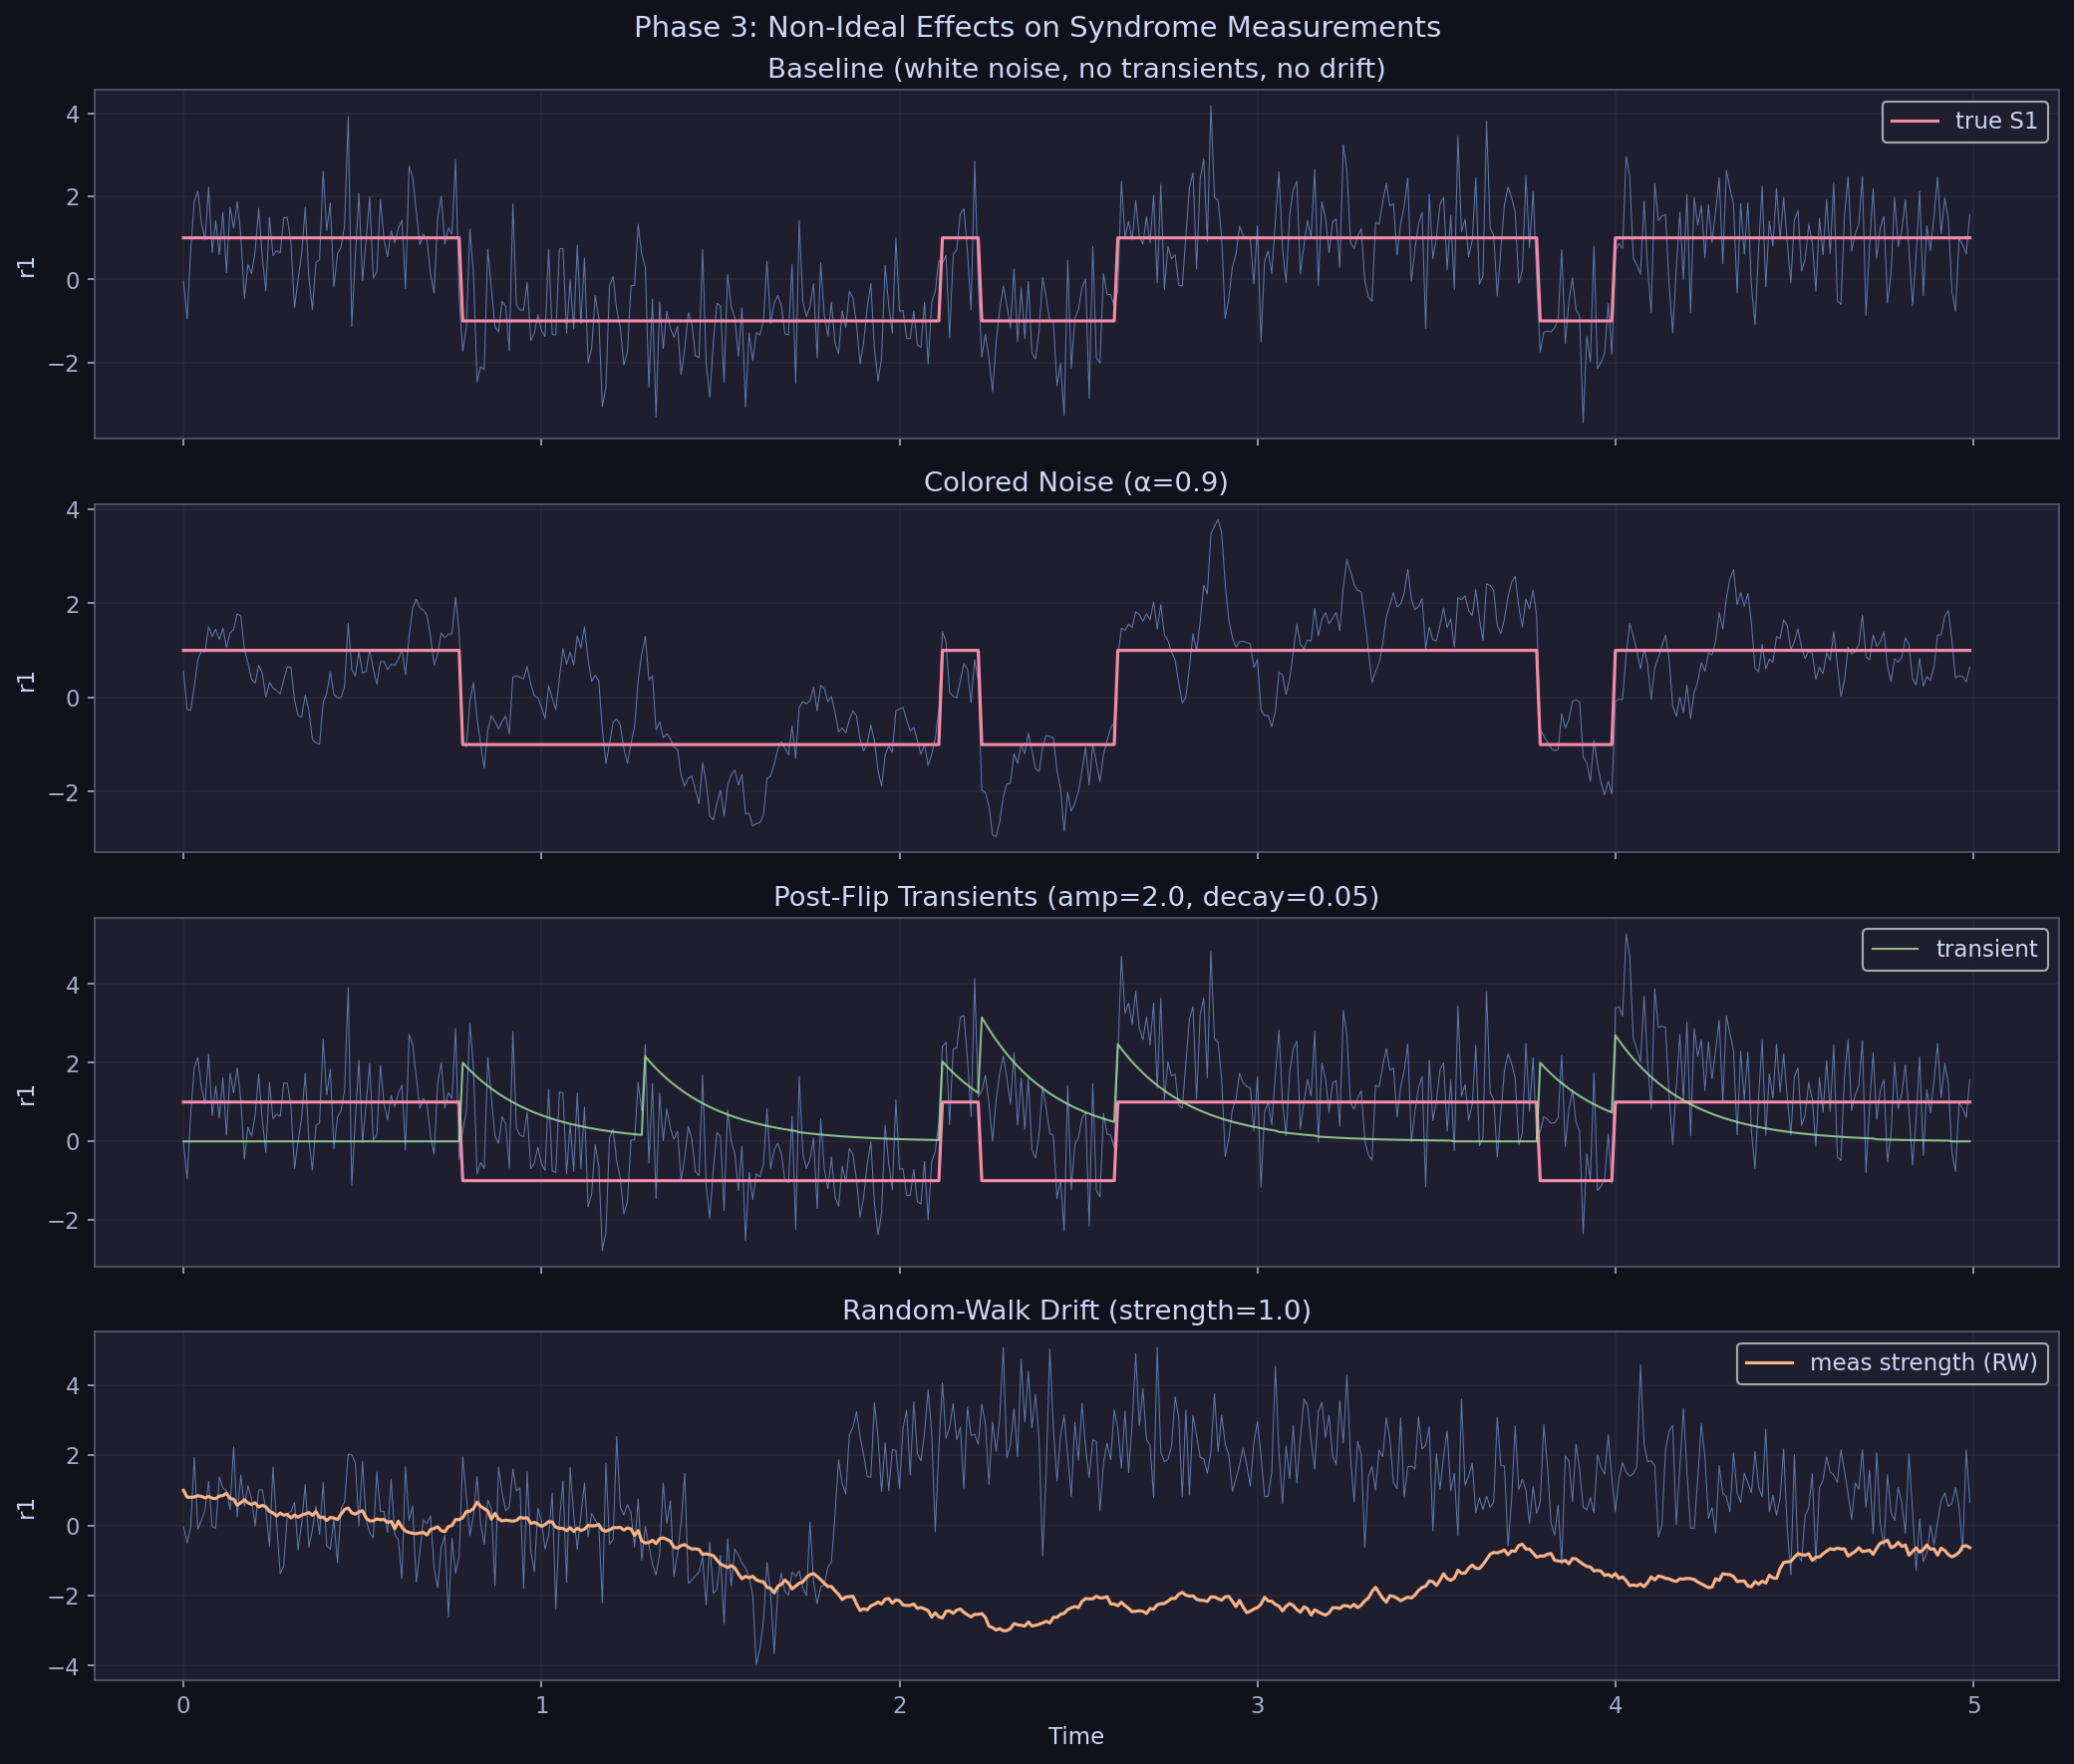 Phase 3: Non-Ideal Effects on Syndrome Measurements
Baseline (white noise, no transients, no drift)
r1
4
2
0
−2
true S1
Colored Noise (α=0.9)
r1
4
2
0
−2
Post-Flip Transients (amp=2.0, decay=0.05)
r1
4
2
0
−2
transient
Random-Walk Drift (strength=1.0)
r1
4
2
0
−2
−4
meas strength (RW)
0 1 2 3 4 5
Time